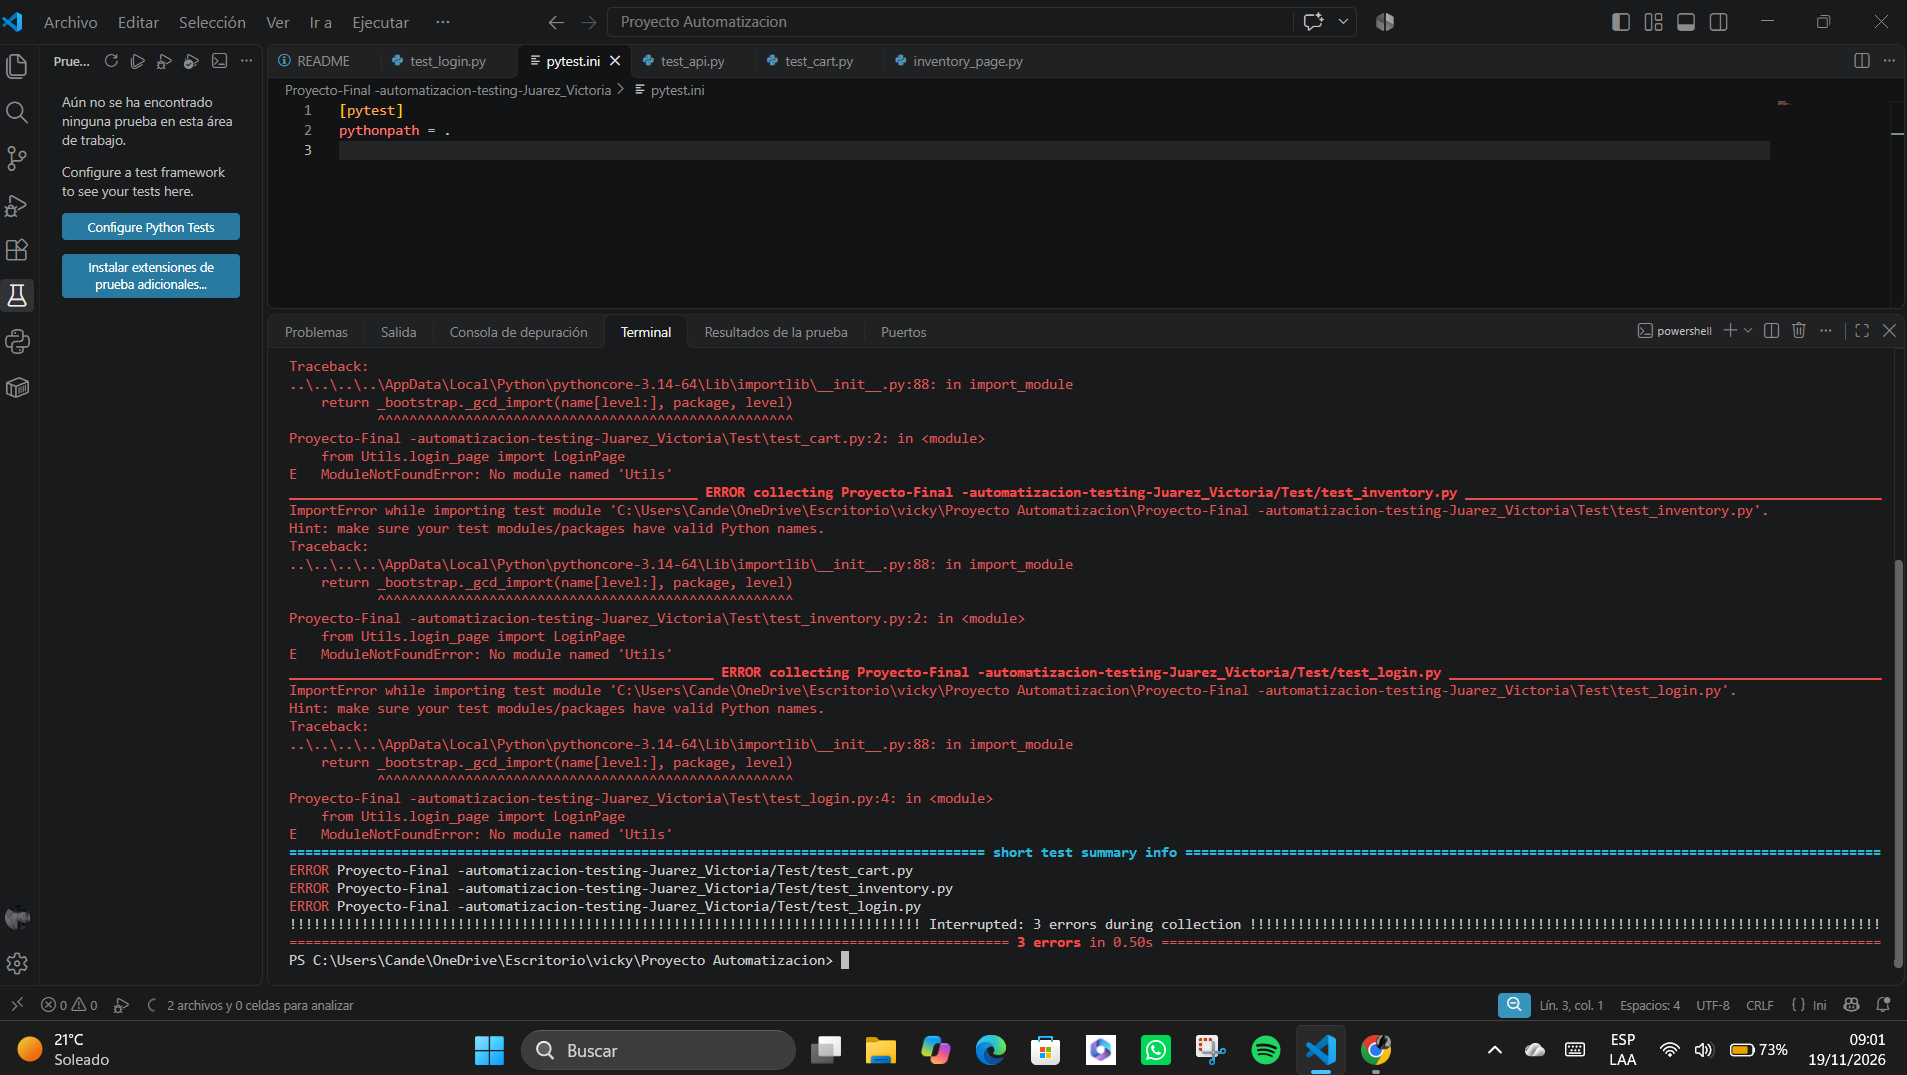 Archivo Editar Selección Ver Ir a Ejecutar ···
Proyecto Automatizacion
Prue...
README
test_login.py
pytest.ini
test_api.py
test_cart.py
inventory_page.py
Aún no se ha encontrado
ninguna prueba en esta área
de trabajo.
Configure a test framework
to see your tests here.
Configure Python Tests
Instalar extensiones de
prueba adicionales...
Proyecto-Final -automatizacion-testing-Juarez_Victoria > pytest.ini
1 [pytest]
2 pythonpath = .
3
Problemas Salida Consola de depuración Terminal Resultados de la prueba Puertos
powershell
Traceback:
..\..\..\..\AppData\Local\Python\pythoncore-3.14-64\Lib\importlib\__init__.py:88: in import_module
return _bootstrap._gcd_import(name[level:], package, level)
^^^^^^^^^^^^^^^^^^^^^^^^^^^^^^^^^^^^^^^^^^^^^^^^^^^^
Proyecto-Final -automatizacion-testing-Juarez_Victoria\Test\test_cart.py:2: in <module>
from Utils.login_page import LoginPage
E ModuleNotFoundError: No module named 'Utils'
ERROR collecting Proyecto-Final -automatizacion-testing-Juarez_Victoria/Test/test_inventory.py
ImportError while importing test module 'C:\Users\Cande\OneDrive\Escritorio\vicky\Proyecto Automatizacion\Proyecto-Final -automatizacion-testing-Juarez_Victoria\Test\test_inventory.py'.
Hint: make sure your test modules/packages have valid Python names.
Traceback:
..\..\..\..\AppData\Local\Python\pythoncore-3.14-64\Lib\importlib\__init__.py:88: in import_module
return _bootstrap._gcd_import(name[level:], package, level)
^^^^^^^^^^^^^^^^^^^^^^^^^^^^^^^^^^^^^^^^^^^^^^^^^^^^
Proyecto-Final -automatizacion-testing-Juarez_Victoria\Test\test_inventory.py:2: in <module>
from Utils.login_page import LoginPage
E ModuleNotFoundError: No module named 'Utils'
ERROR collecting Proyecto-Final -automatizacion-testing-Juarez_Victoria/Test/test_login.py
ImportError while importing test module 'C:\Users\Cande\OneDrive\Escritorio\vicky\Proyecto Automatizacion\Proyecto-Final -automatizacion-testing-Juarez_Victoria\Test\test_login.py'.
Hint: make sure your test modules/packages have valid Python names.
Traceback:
..\..\..\..\AppData\Local\Python\pythoncore-3.14-64\Lib\importlib\__init__.py:88: in import_module
return _bootstrap._gcd_import(name[level:], package, level)
^^^^^^^^^^^^^^^^^^^^^^^^^^^^^^^^^^^^^^^^^^^^^^^^^^^^
Proyecto-Final -automatizacion-testing-Juarez_Victoria\Test\test_login.py:4: in <module>
from Utils.login_page import LoginPage
E ModuleNotFoundError: No module named 'Utils'
short test summary info
ERROR Proyecto-Final -automatizacion-testing-Juarez_Victoria/Test/test_cart.py
ERROR Proyecto-Final -automatizacion-testing-Juarez_Victoria/Test/test_inventory.py
ERROR Proyecto-Final -automatizacion-testing-Juarez_Victoria/Test/test_login.py
Interrupted: 3 errors during collection
3 errors in 0.50s
PS C:\Users\Cande\OneDrive\Escritorio\vicky\Proyecto Automatizacion>
0 0 2 archivos y 0 celdas para analizar
Lín. 3, col. 1 Espacios: 4 UTF-8 CRLF {} Ini
21°C
Soleado
Buscar
ESP
LAA
73%
09:01
19/11/2026